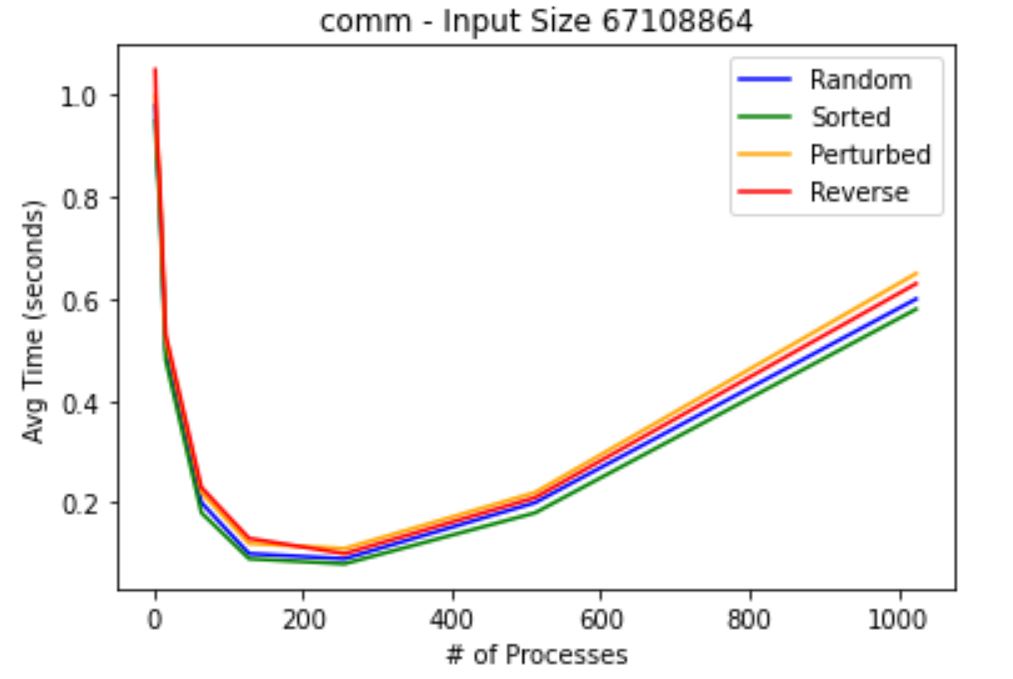 comm - Input Size 67108864
Random
Sorted
Perturbed
Reverse
Avg Time (seconds)
1.0
0.8
0.6
0.4
0.2
0
200
400
600
800
1000
# of Processes